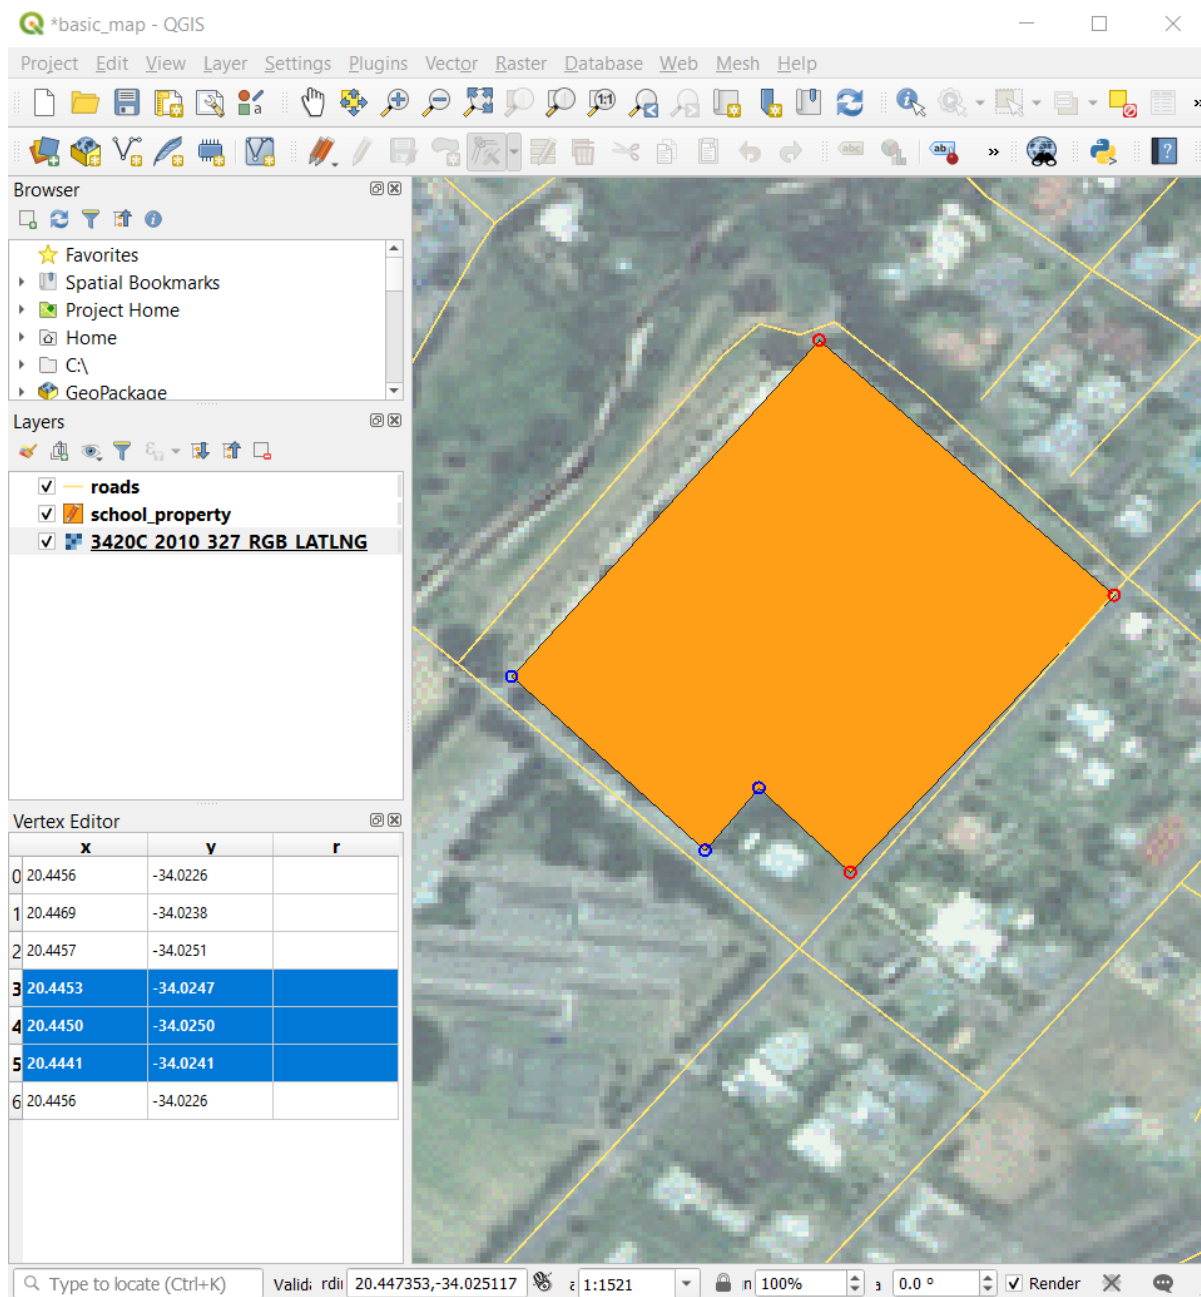 *basic_map - QGIS
Project Edit View Layer Settings Plugins Vector Raster Database Web Mesh Help
1:1
a
abc
ab
»
?
Browser
Favorites
Spatial Bookmarks
Project Home
Home
C:\
GeoPackage
Layers
roads
school_property
3420C_2010_327_RGB_LATLNG
Vertex Editor
x y r
0 20.4456 -34.0226
1 20.4469 -34.0238
2 20.4457 -34.0251
3 20.4453 -34.0247
4 20.4450 -34.0250
5 20.4441 -34.0241
6 20.4456 -34.0226
Type to locate (Ctrl+K) 20.447353,-34.025117 1:1521 100% 0.0 ° Render